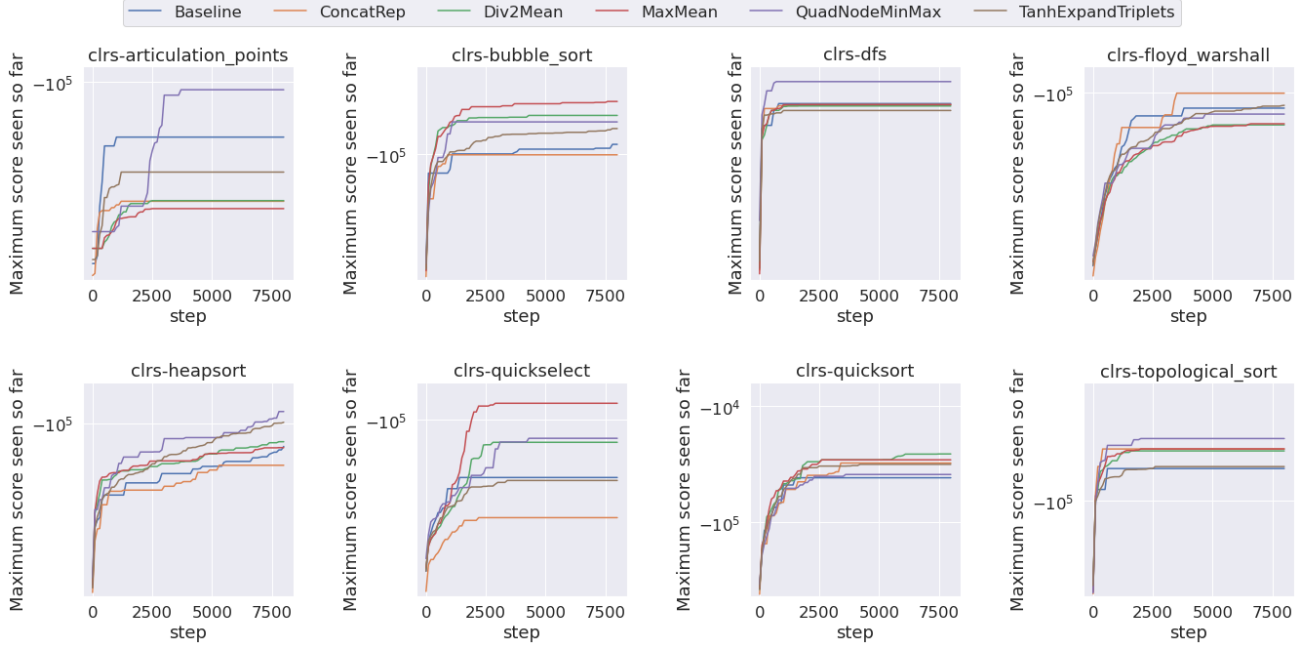 Baseline ConcatRep Div2Mean MaxMean QuadNodeMinMax TanhExpandTriplets
clrs-articulation_points
Maximum score seen so far
−10^5
0 2500 5000 7500
step
clrs-bubble_sort
Maximum score seen so far
−10^5
0 2500 5000 7500
step
clrs-dfs
Maximum score seen so far
0 2500 5000 7500
step
clrs-floyd_warshall
Maximum score seen so far
−10^5
0 2500 5000 7500
step
clrs-heapsort
Maximum score seen so far
−10^5
0 2500 5000 7500
step
clrs-quickselect
Maximum score seen so far
−10^5
0 2500 5000 7500
step
clrs-quicksort
Maximum score seen so far
−10^4
−10^5
0 2500 5000 7500
step
clrs-topological_sort
Maximum score seen so far
−10^5
0 2500 5000 7500
step